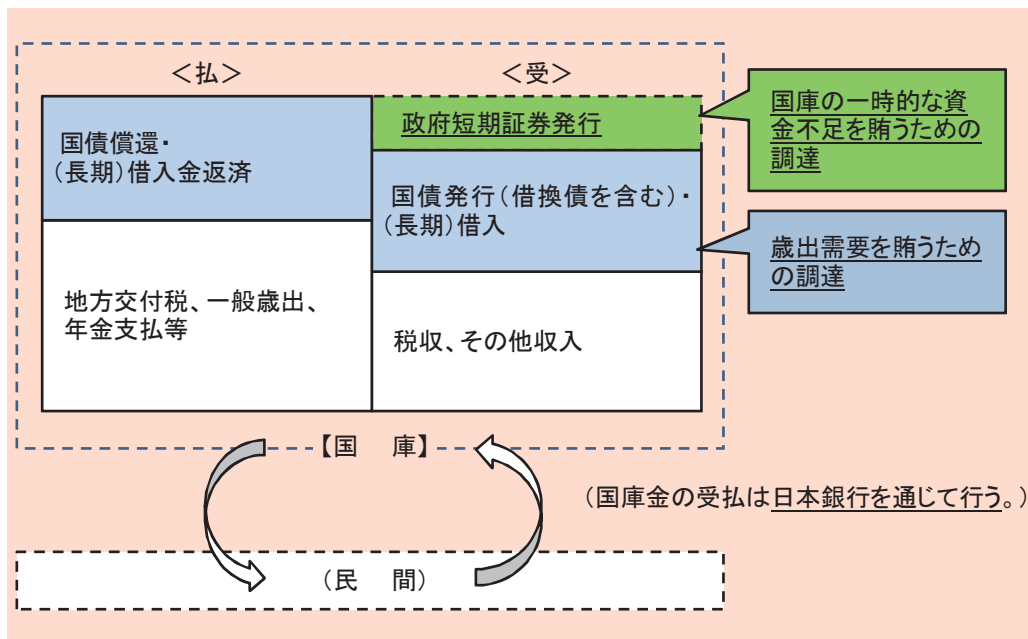 ＜払＞
＜受＞
国債償還・
(長期)借入金返済
地方交付税、一般歳出、
年金支払等
政府短期証券発行
国債発行(借換債を含む)・
(長期)借入
税収、その他収入
国庫の一時的な資
金不足を賄うための
調達
歳出需要を賄うため
の調達
【国　庫】
(国庫金の受払は日本銀行を通じて行う。)
(民　間)